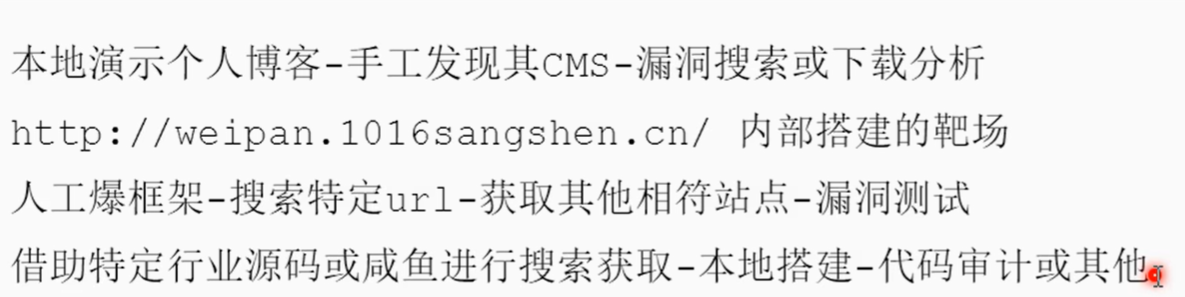 本地演示个人博客-手工发现其CMS-漏洞搜索或下载分析
http://weipan.1016sangshen.cn/ 内部搭建的靶场
人工爆框架-搜索特定url-获取其他相符站点-漏洞测试
借助特定行业源码或咸鱼进行搜索获取-本地搭建-代码审计或其他